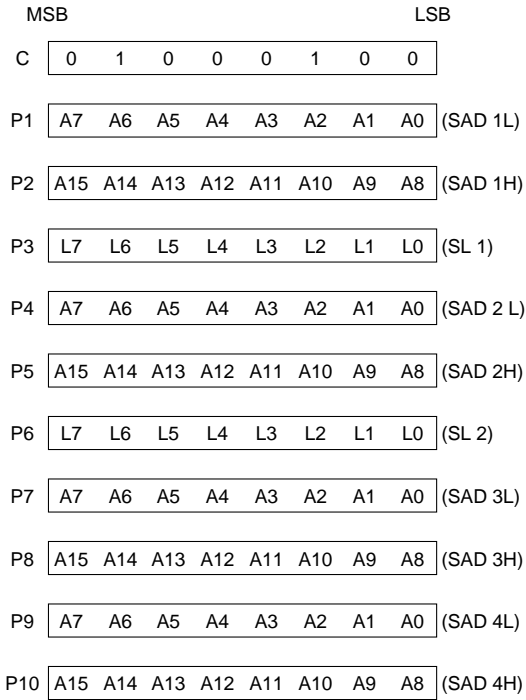 MSB LSB
C 0 1 0 0 0 1 0 0
P1 A7 A6 A5 A4 A3 A2 A1 A0 (SAD 1L)
P2 A15 A14 A13 A12 A11 A10 A9 A8 (SAD 1H)
P3 L7 L6 L5 L4 L3 L2 L1 L0 (SL 1)
P4 A7 A6 A5 A4 A3 A2 A1 A0 (SAD 2 L)
P5 A15 A14 A13 A12 A11 A10 A9 A8 (SAD 2H)
P6 L7 L6 L5 L4 L3 L2 L1 L0 (SL 2)
P7 A7 A6 A5 A4 A3 A2 A1 A0 (SAD 3L)
P8 A15 A14 A13 A12 A11 A10 A9 A8 (SAD 3H)
P9 A7 A6 A5 A4 A3 A2 A1 A0 (SAD 4L)
P10 A15 A14 A13 A12 A11 A10 A9 A8 (SAD 4H)